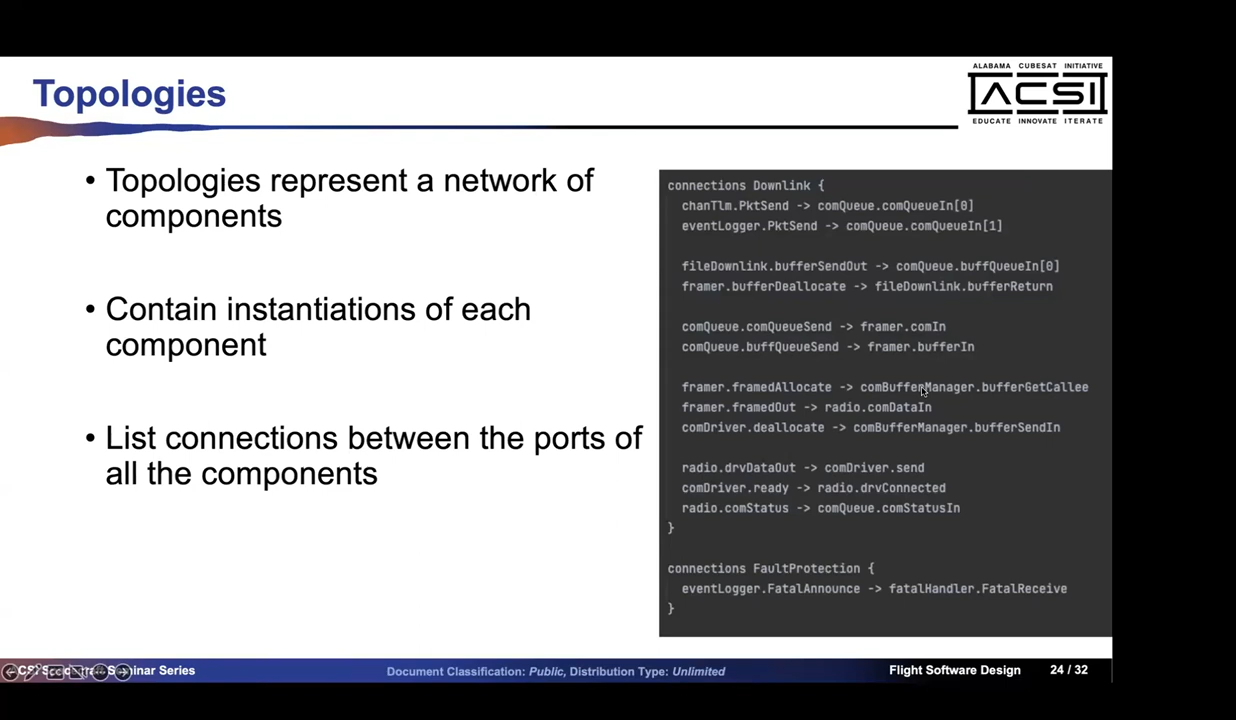 Topologies
ALABAMA CUBESAT INITIATIVE
ACSI
EDUCATE INNOVATE ITERATE
• Topologies represent a network of
components
• Contain instantiations of each
component
• List connections between the ports of
all the components
connections Downlink {
chanTlm.PktSend -> comQueue.comQueueIn[0]
eventLogger.PktSend -> comQueue.comQueueIn[1]
fileDownlink.bufferSendOut -> comQueue.buffQueueIn[0]
framer.bufferDeallocate -> fileDownlink.bufferReturn
comQueue.comQueueSend -> framer.comIn
comQueue.buffQueueSend -> framer.bufferIn
framer.framedAllocate -> comBufferManager.bufferGetCallee
framer.framedOut -> radio.comDataIn
comDriver.deallocate -> comBufferManager.bufferSendIn
radio.drvDataOut -> comDriver.send
comDriver.ready -> radio.drvConnected
radio.comStatus -> comQueue.comStatusIn
}
connections FaultProtection {
eventLogger.FatalAnnounce -> fatalHandler.FatalReceive
}
Seminar Series
Document Classification: Public, Distribution Type: Unlimited
Flight Software Design
24 / 32